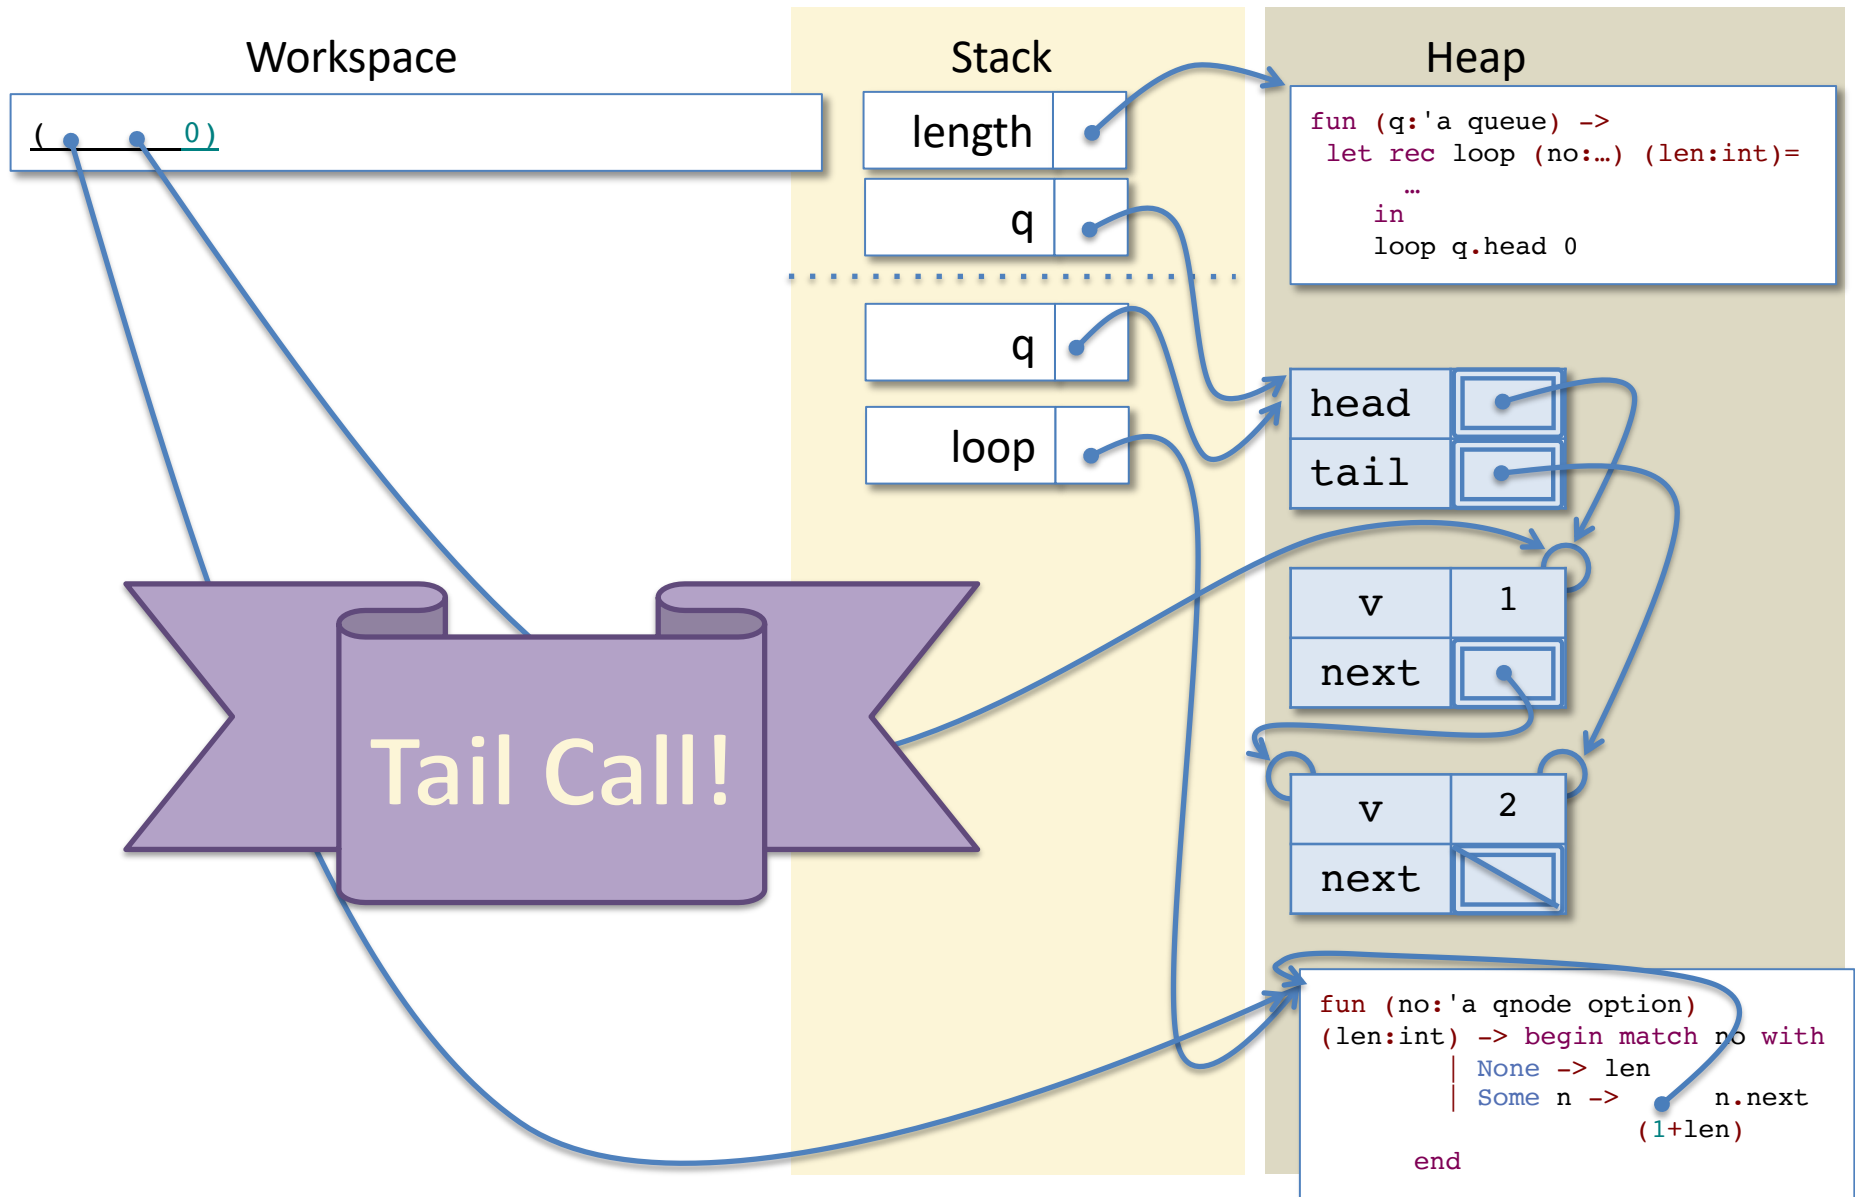 Workspace
Stack
Heap
( 0)
length
q
q
loop
fun (q:'a queue) ->
let rec loop (no:…) (len:int)=
…
in
loop q.head 0
head
tail
v 1
next
v 2
next
Tail Call!
fun (no:'a qnode option)
(len:int) -> begin match no with
| None -> len
| Some n -> n.next
(1+len)
end